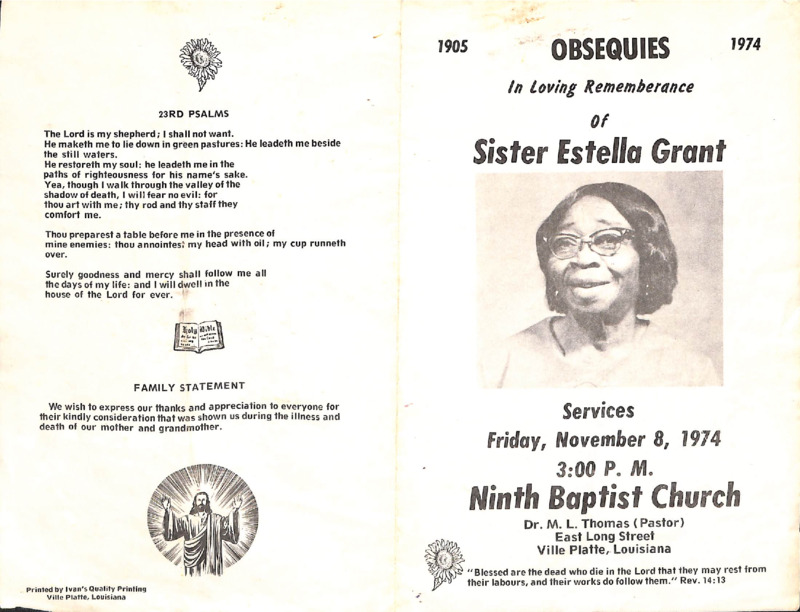 23RD PSALMS
The Lord is my shepherd; I shall not want.
He maketh me to lie down in green pastures: He leadeth me beside
the still waters.
He restoreth my soul: he leadeth me in the
paths of righteousness for his name's sake.
Yea, though I walk through the valley of the
shadow of death, I will fear no evil: for
thou art with me; thy rod and thy staff they
comfort me.
Thou preparest a table before me in the presence of
mine enemies: thou annointes; my head with oil; my cup runneth
over.
Surely goodness and mercy shall follow me all
the days of my life: and I will dwell in the
house of the Lord for ever.
Holy Bible
FAMILY STATEMENT
We wish to express our thanks and appreciation to everyone for
their kindly consideration that was shown us during the illness and
death of our mother and grandmother.
Printed by Ivan's Quality Printing
Ville Platte, Louisiana
1905 OBSEQUIES 1974
In Loving Rememberance
Of
Sister Estella Grant
Services
Friday, November 8, 1974
3:00 P. M.
Ninth Baptist Church
Dr. M. L. Thomas (Pastor)
East Long Street
Ville Platte, Louisiana
"Blessed are the dead who die in the Lord that they may rest from
their labours, and their works do follow them." Rev. 14:13